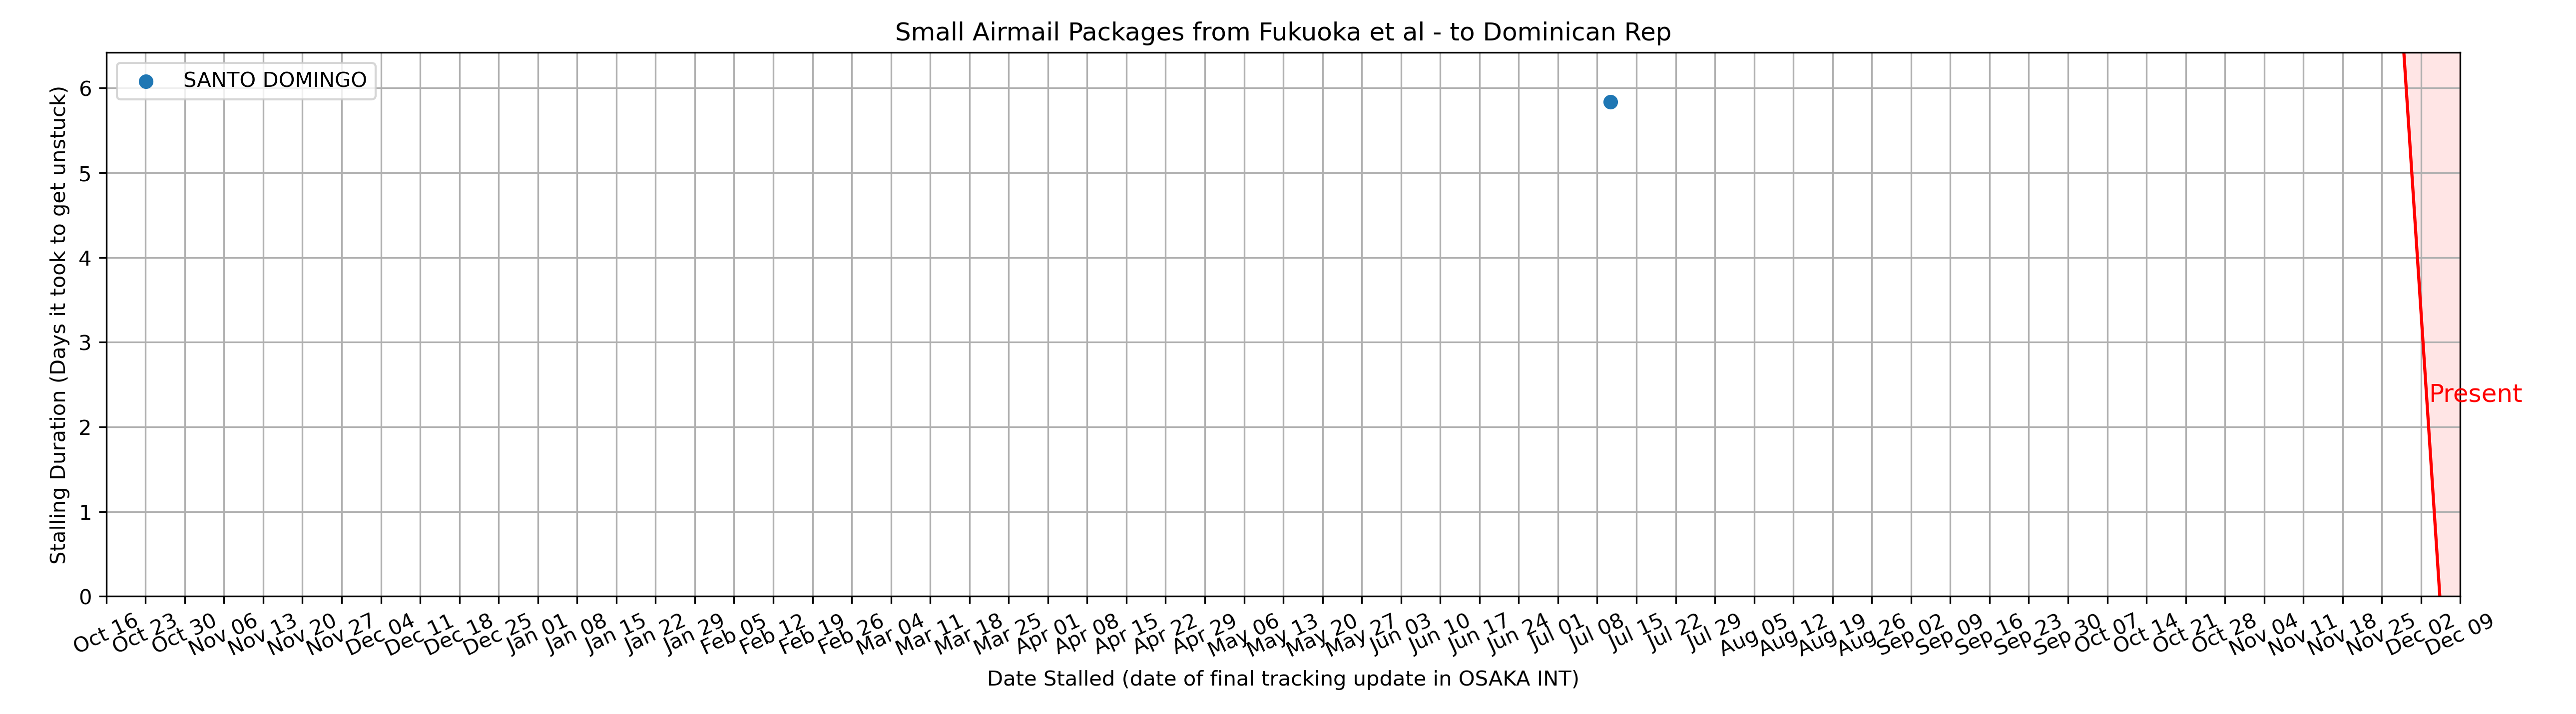 Small Airmail Packages from Fukuoka et al - to Dominican Rep
SANTO DOMINGO
Stalling Duration (Days it took to get unstuck)
6
5
4
3
2
1
0
Present
Oct 16
Oct 23
Oct 30
Nov 06
Nov 13
Nov 20
Nov 27
Dec 04
Dec 11
Dec 18
Dec 25
Jan 01
Jan 08
Jan 15
Jan 22
Jan 29
Feb 05
Feb 12
Feb 19
Feb 26
Mar 04
Mar 11
Mar 18
Mar 25
Apr 01
Apr 08
Apr 15
Apr 22
Apr 29
May 06
May 13
May 20
May 27
Jun 03
Jun 10
Jun 17
Jun 24
Jul 01
Jul 08
Jul 15
Jul 22
Jul 29
Aug 05
Aug 12
Aug 19
Aug 26
Sep 02
Sep 09
Sep 16
Sep 23
Sep 30
Oct 07
Oct 14
Oct 21
Oct 28
Nov 04
Nov 11
Nov 18
Nov 25
Dec 02
Dec 09
Date Stalled (date of final tracking update in OSAKA INT)